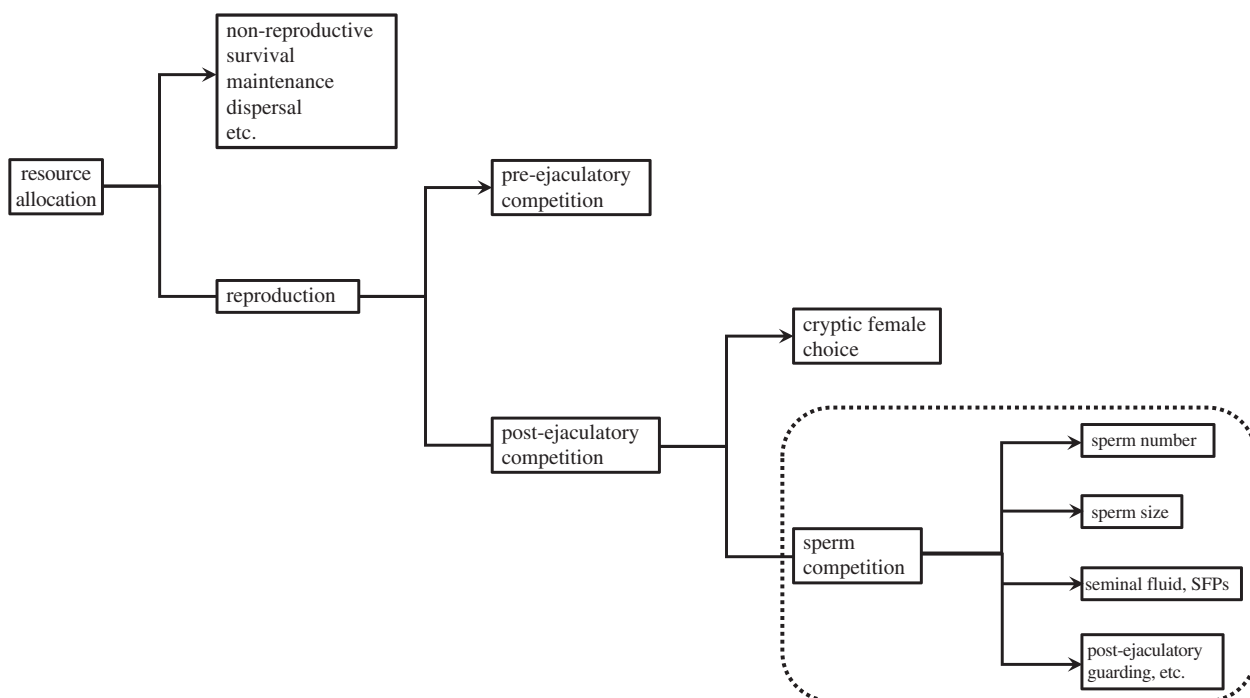 non-reproductive
survival
maintenance
dispersal
etc.
resource
allocation
pre-ejaculatory
competition
reproduction
cryptic female
choice
post-ejaculatory
competition
sperm number
sperm size
sperm
competition
seminal fluid, SFPs
post-ejaculatory
guarding, etc.